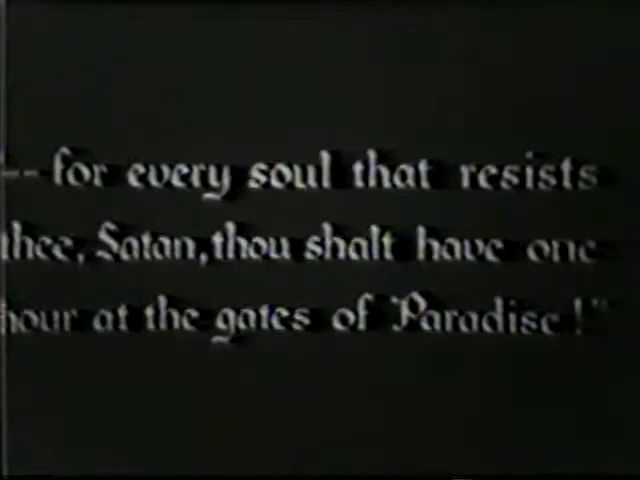 -- for every soul that resists
thee, Satan, thou shalt have one
hour at the gates of Paradise!"